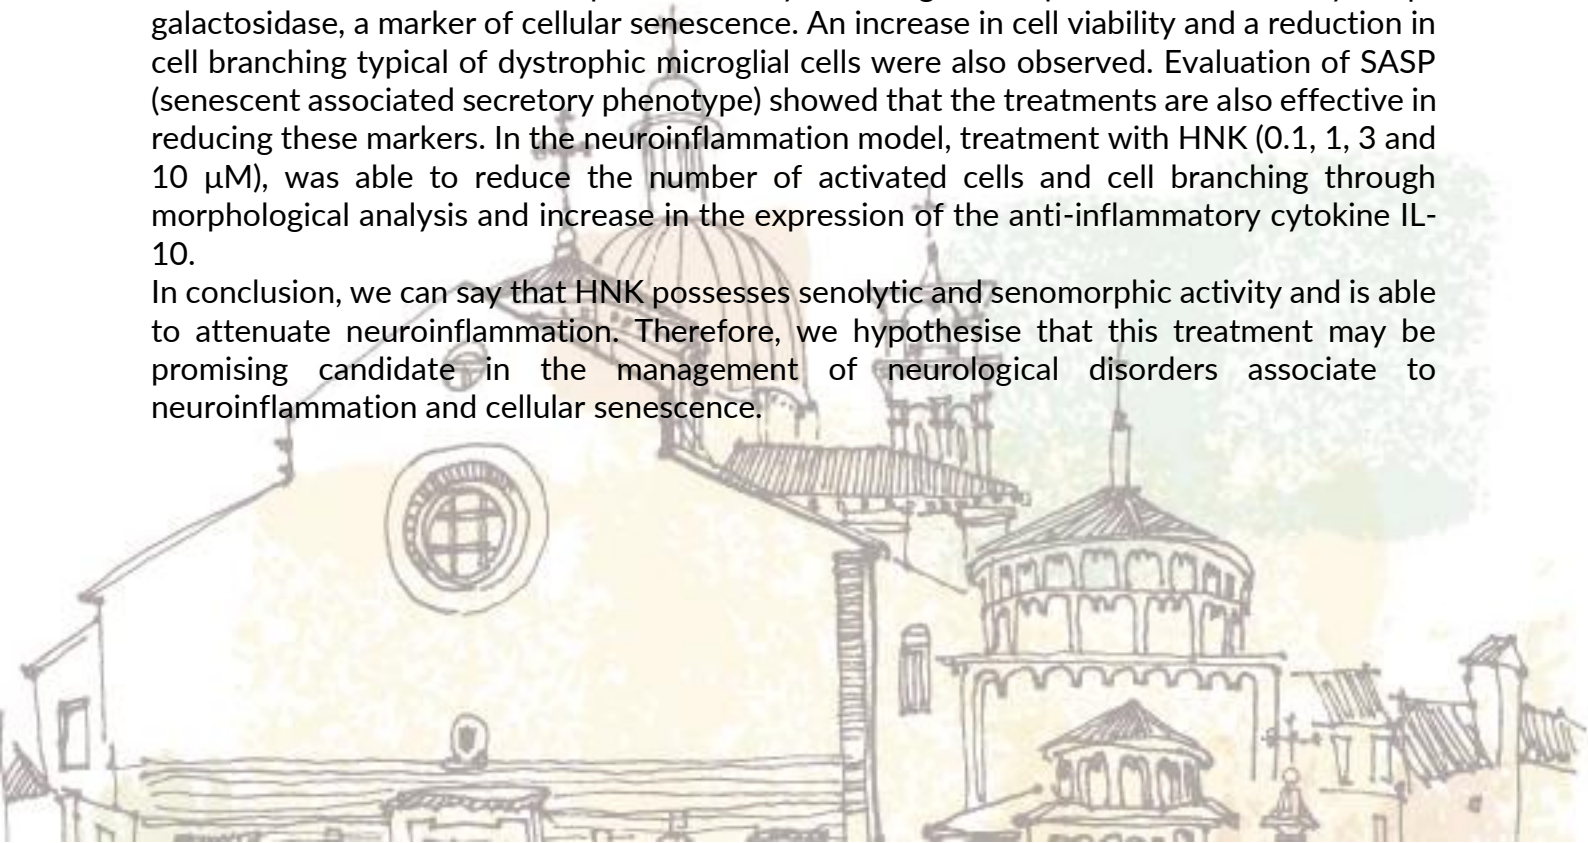 galactosidase, a marker of cellular senescence. An increase in cell viability and a reduction in
cell branching typical of dystrophic microglial cells were also observed. Evaluation of SASP
(senescent associated secretory phenotype) showed that the treatments are also effective in
reducing these markers. In the neuroinflammation model, treatment with HNK (0.1, 1, 3 and
10 µM), was able to reduce the number of activated cells and cell branching through
morphological analysis and increase in the expression of the anti-inflammatory cytokine IL-
10.
In conclusion, we can say that HNK possesses senolytic and senomorphic activity and is able
to attenuate neuroinflammation. Therefore, we hypothesise that this treatment may be
promising candidate in the management of neurological disorders associate to
neuroinflammation and cellular senescence.